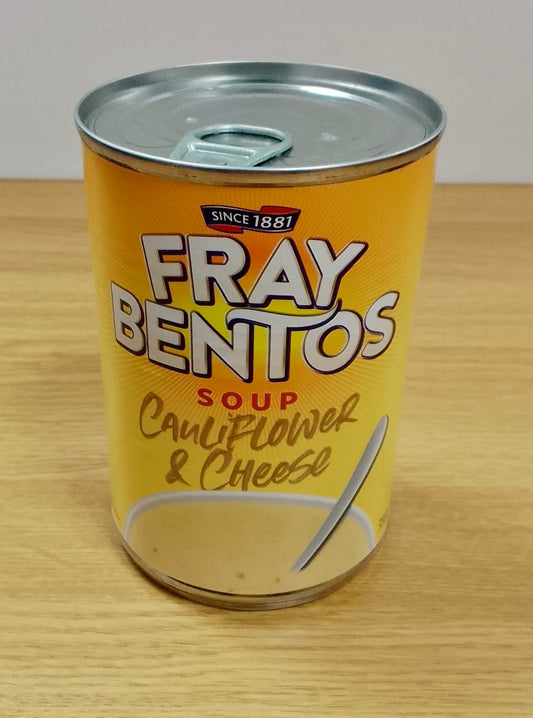 SINCE 1881
FRAY
BENTOS
SOUP
CAULIFLOWER
& CHEESE